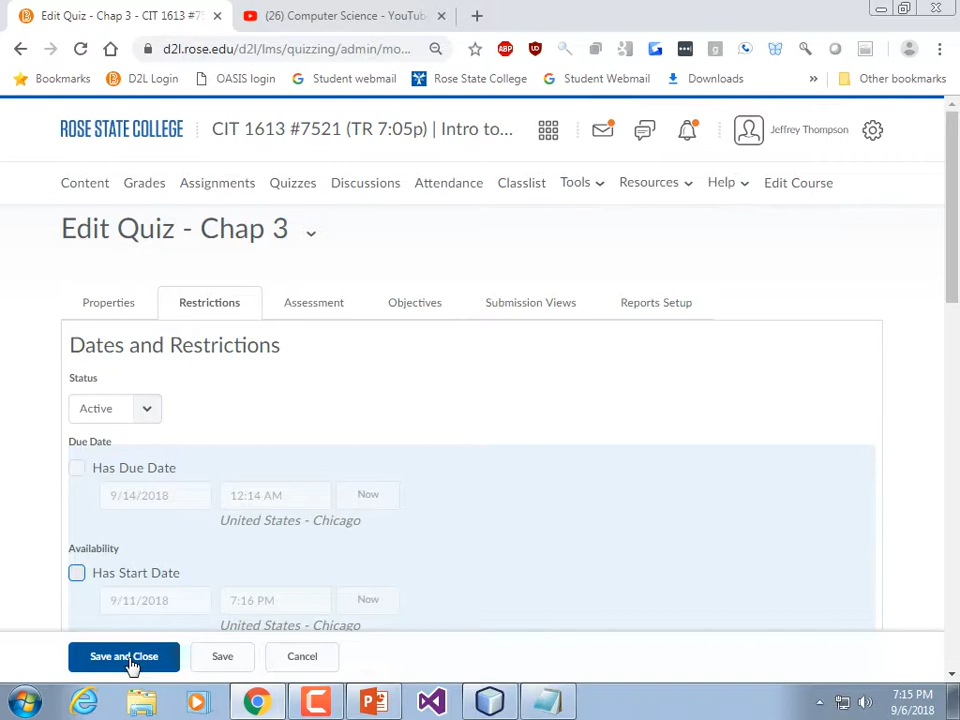 Edit Quiz - Chap 3 - CIT 1613 #75
(26) Computer Science - YouTub
d2l.rose.edu/d2l/lms/quizzing/admin/mo...
ABP
g
Bookmarks
D2L Login
OASIS login
Student webmail
Rose State College
Student Webmail
Downloads
»
Other bookmarks
ROSE STATE COLLEGE
CIT 1613 #7521 (TR 7:05p) | Intro to...
Jeffrey Thompson
Content Grades Assignments Quizzes Discussions Attendance Classlist Tools Resources Help Edit Course
Edit Quiz - Chap 3
Properties Restrictions Assessment Objectives Submission Views Reports Setup
Dates and Restrictions
Status
Active
Due Date
Has Due Date
9/14/2018 12:14 AM Now
United States - Chicago
Availability
Has Start Date
9/11/2018 7:16 PM Now
United States - Chicago
Save and Close Save Cancel
7:15 PM
9/6/2018